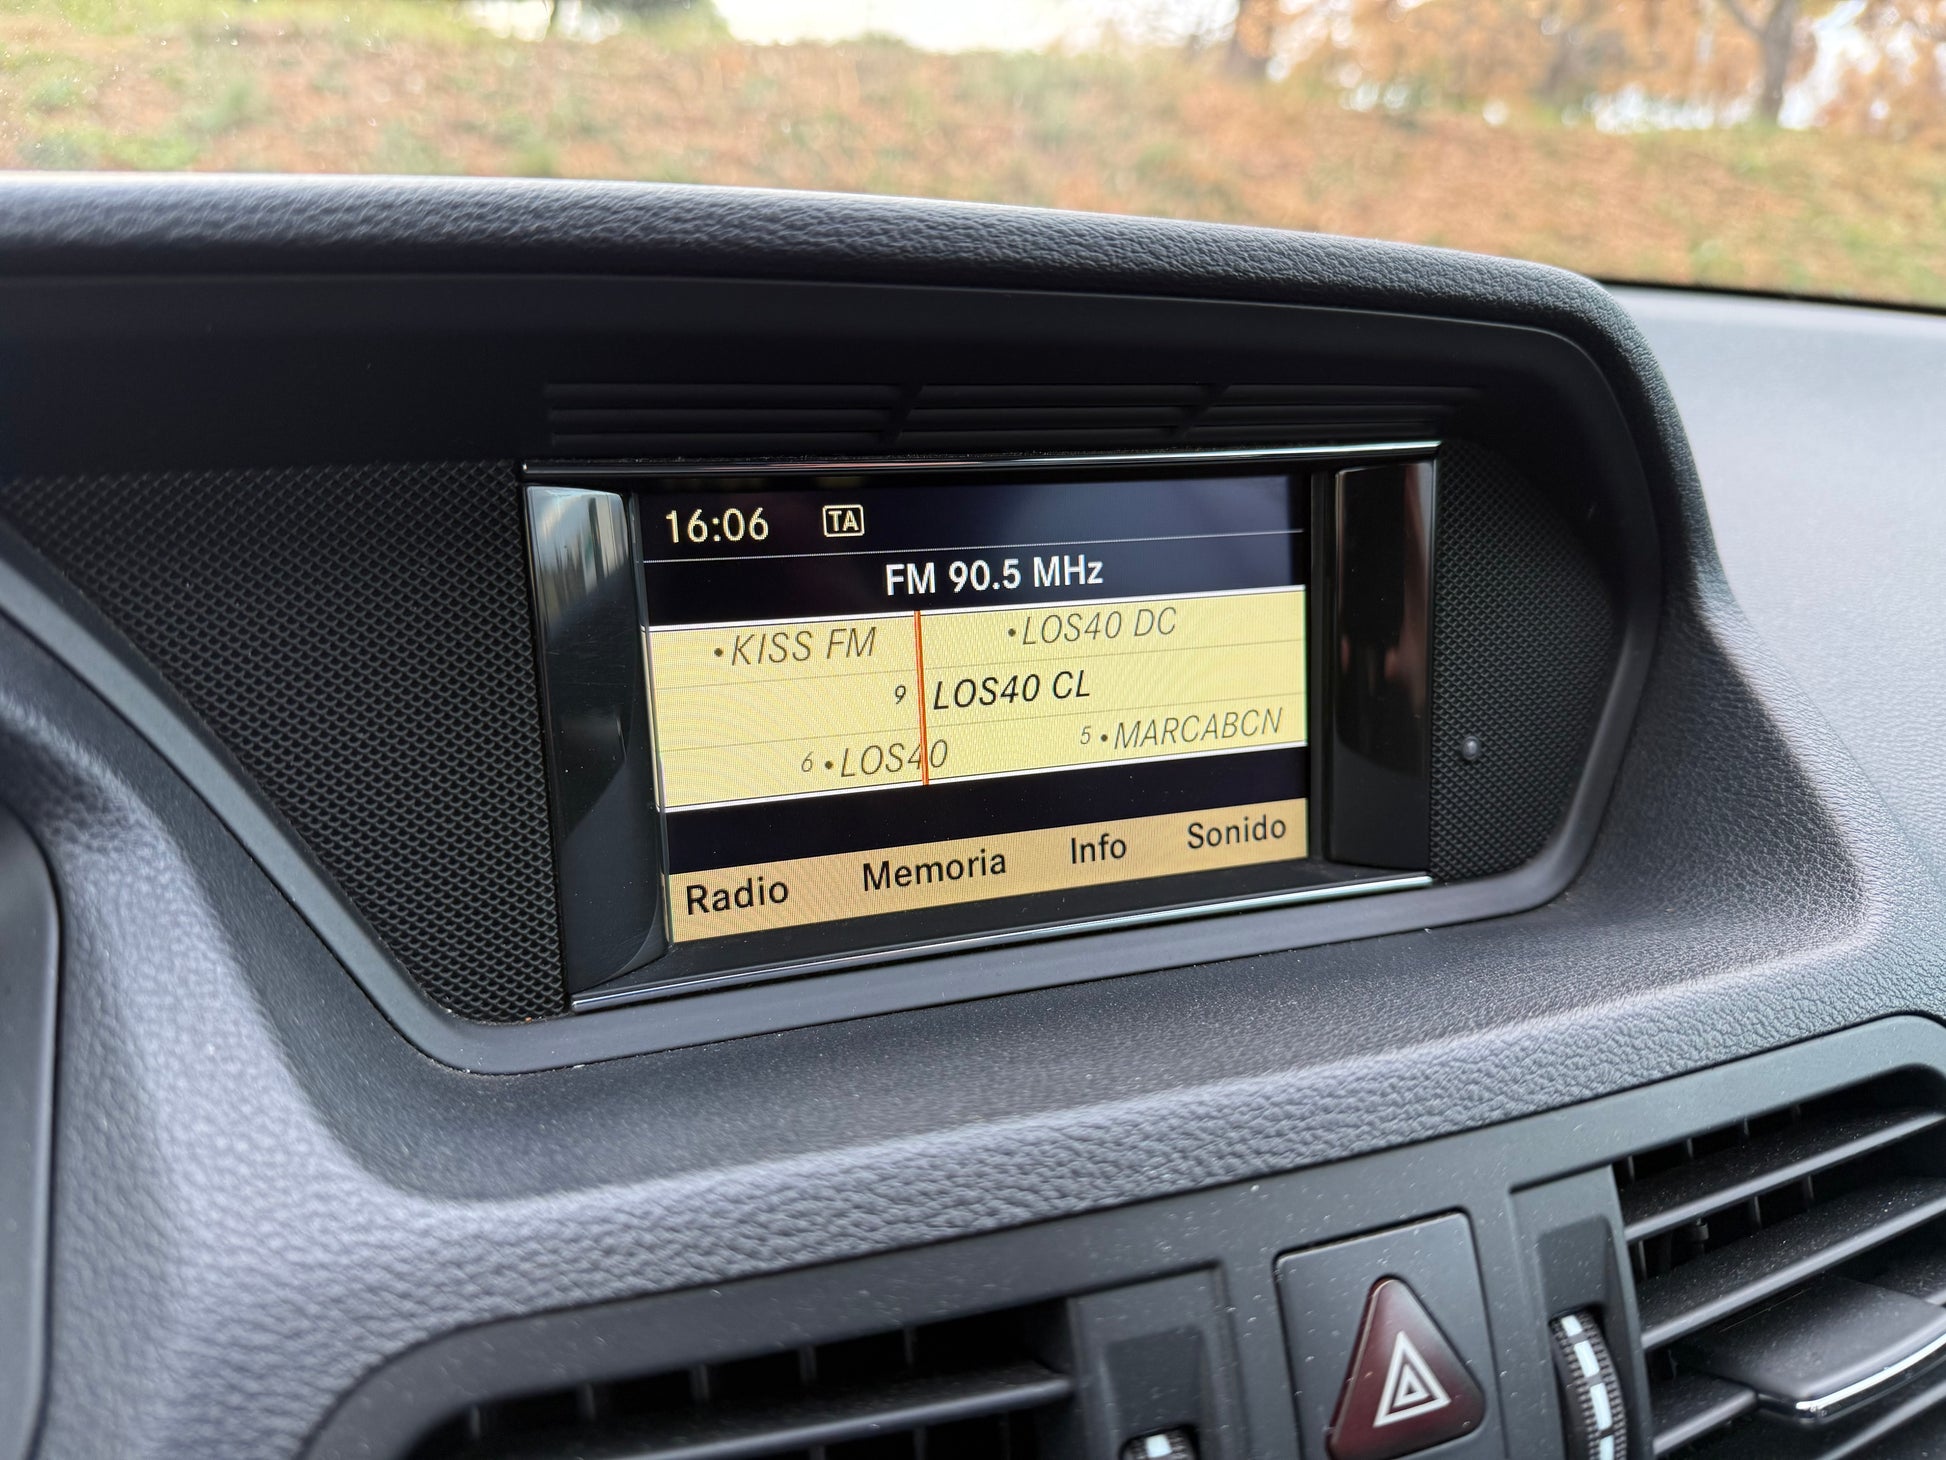 16:06 TA
FM 90.5 MHz
•KISS FM •LOS40 DC
9 LOS40 CL
6 •LOS40 5 •MARCABCN
Radio Memoria Info Sonido